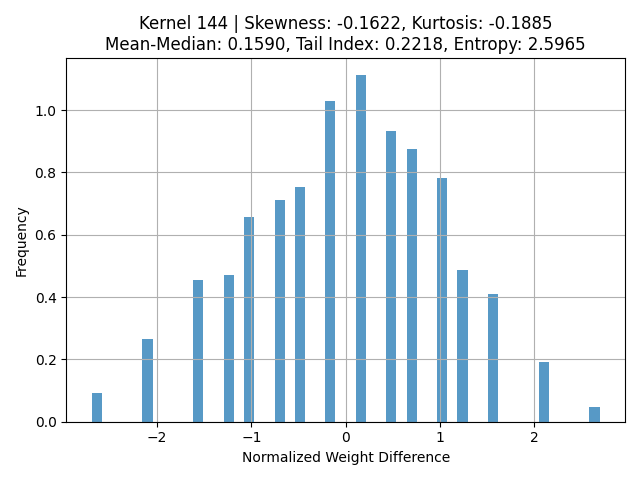 Kernel 144 | Skewness: -0.1622, Kurtosis: -0.1885
Mean-Median: 0.1590, Tail Index: 0.2218, Entropy: 2.5965
Frequency
1.0
0.8
0.6
0.4
0.2
0.0
−2 −1 0 1 2
Normalized Weight Difference